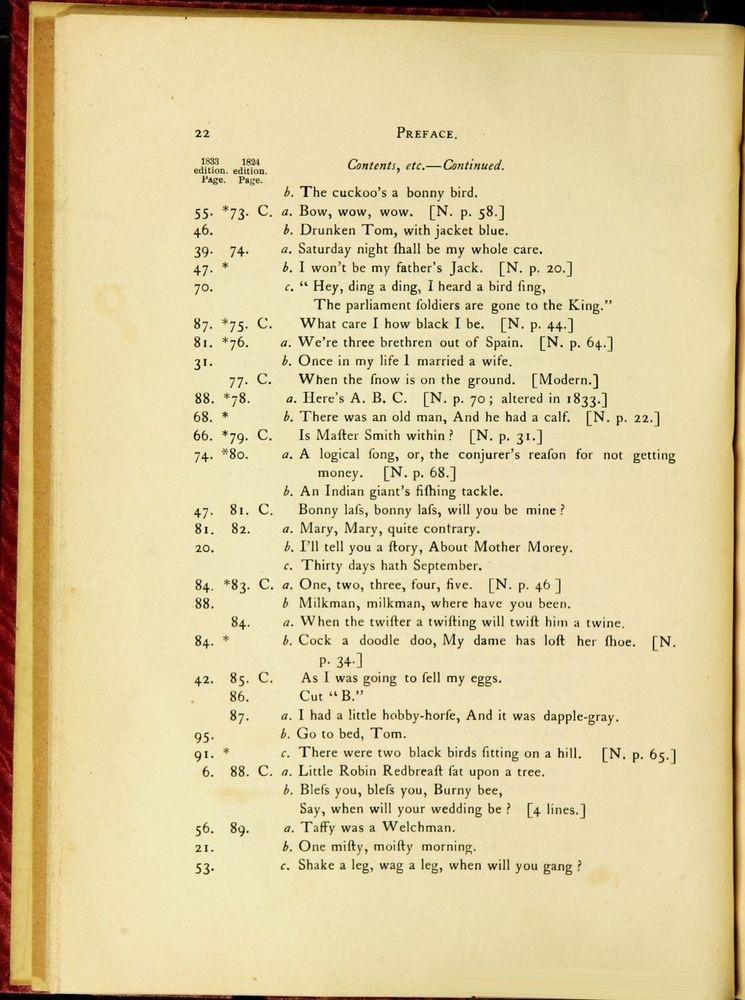 22 PREFACE.
1833 1824 Contents, etc.—Continued.
edition. edition.
Page. Page.
b. The cuckoo's a bonny bird.
55. *73. C. a. Bow, wow, wow. [N. p. 58.]
46. b. Drunken Tom, with jacket blue.
39. 74. a. Saturday night ſhall be my whole care.
47. * b. I won't be my father's Jack. [N. p. 20.]
70. c. “ Hey, ding a ding, I heard a bird ſing,
The parliament ſoldiers are gone to the King.”
87. *75. C. What care I how black I be. [N. p. 44.]
81. *76. a. We're three brethren out of Spain. [N. p. 64.]
31. b. Once in my life I married a wife.
77. C. When the ſnow is on the ground. [Modern.]
88. *78. a. Here's A. B. C. [N. p. 70 ; altered in 1833.]
68. * b. There was an old man, And he had a calf. [N. p. 22.]
66. *79. C. Is Maſter Smith within ? [N. p. 31.]
74. *80. a. A logical ſong, or, the conjurer's reaſon for not getting
money. [N. p. 68.]
b. An Indian giant's fiſhing tackle.
47. 81. C. Bonny laſs, bonny laſs, will you be mine ?
81. 82. a. Mary, Mary, quite contrary.
20. b. I'll tell you a ſtory, About Mother Morey.
c. Thirty days hath September.
84. *83. C. a. One, two, three, four, five. [N. p. 46 ]
88. b Milkman, milkman, where have you been.
84. a. When the twiſter a twiſting will twiſt him a twine.
84. * b. Cock a doodle doo, My dame has loſt her ſhoe. [N.
p. 34.]
42. 85. C. As I was going to ſell my eggs.
86. Cut “ B.”
87. a. I had a little hobby-horſe, And it was dapple-gray.
95. b. Go to bed, Tom.
91. * c. There were two black birds ſitting on a hill. [N. p. 65.]
6. 88. C. a. Little Robin Redbreaſt ſat upon a tree.
b. Bleſs you, bleſs you, Burny bee,
Say, when will your wedding be ? [4 lines.]
56. 89. a. Taffy was a Welchman.
21. b. One miſty, moiſty morning.
53. c. Shake a leg, wag a leg, when will you gang ?